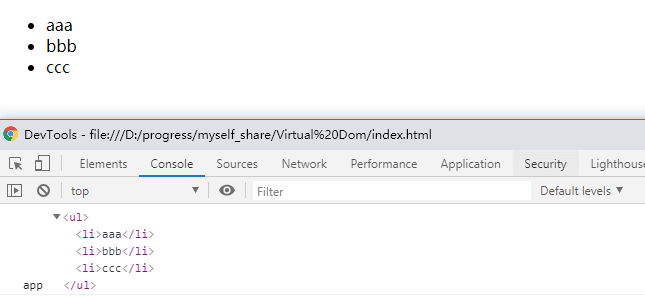 aaa
bbb
ccc
DevTools - file:///D:/progress/myself_share/Virtual%20Dom/index.html
Elements Console Sources Network Performance Application Security Lighthouse
top Filter Default levels
<ul>
<li>aaa</li>
<li>bbb</li>
<li>ccc</li>
app </ul>